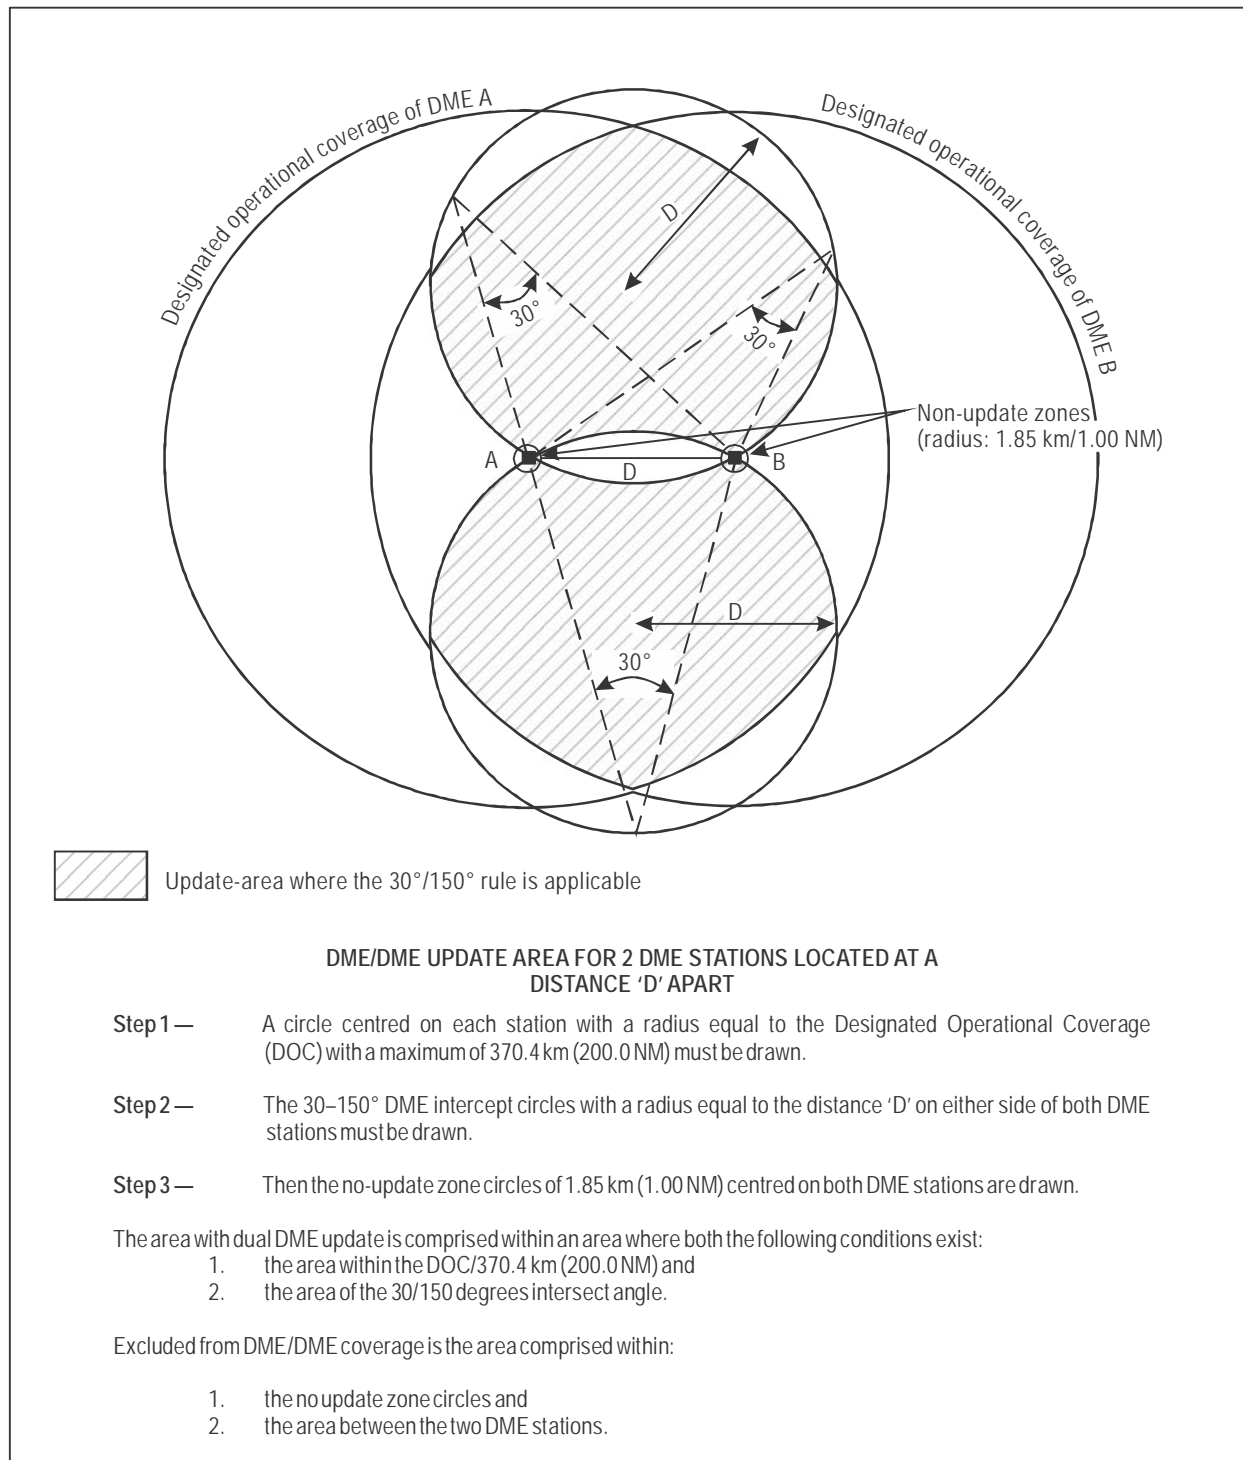 Designated operational coverage of DME A
Designated operational coverage of DME B
D
30°
30°
Non-update zones
(radius: 1.85 km/1.00 NM)
A
D
B
D
30°
Update-area where the 30°/150° rule is applicable
DME/DME UPDATE AREA FOR 2 DME STATIONS LOCATED AT A
DISTANCE ‘D’ APART
Step 1 — A circle centred on each station with a radius equal to the Designated Operational Coverage
(DOC) with a maximum of 370.4 km (200.0 NM) must be drawn.
Step 2 — The 30–150° DME intercept circles with a radius equal to the distance ‘D’ on either side of both DME
stations must be drawn.
Step 3 — Then the no-update zone circles of 1.85 km (1.00 NM) centred on both DME stations are drawn.
The area with dual DME update is comprised within an area where both the following conditions exist:
1. the area within the DOC/370.4 km (200.0 NM) and
2. the area of the 30/150 degrees intersect angle.
Excluded from DME/DME coverage is the area comprised within:
1. the no update zone circles and
2. the area between the two DME stations.